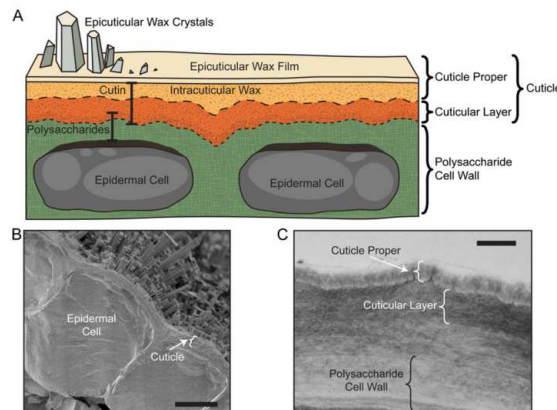 A
Epicuticular Wax Crystals
Epicuticular Wax Film
Cutin
Intracuticular Wax
Polysaccharides
Epidermal Cell
Epidermal Cell
Cuticle Proper
Cuticular Layer
Cuticle
Polysaccharide
Cell Wall
B
Epidermal
Cell
Cuticle
C
Cuticle Proper
Cuticular Layer
Polysaccharide
Cell Wall